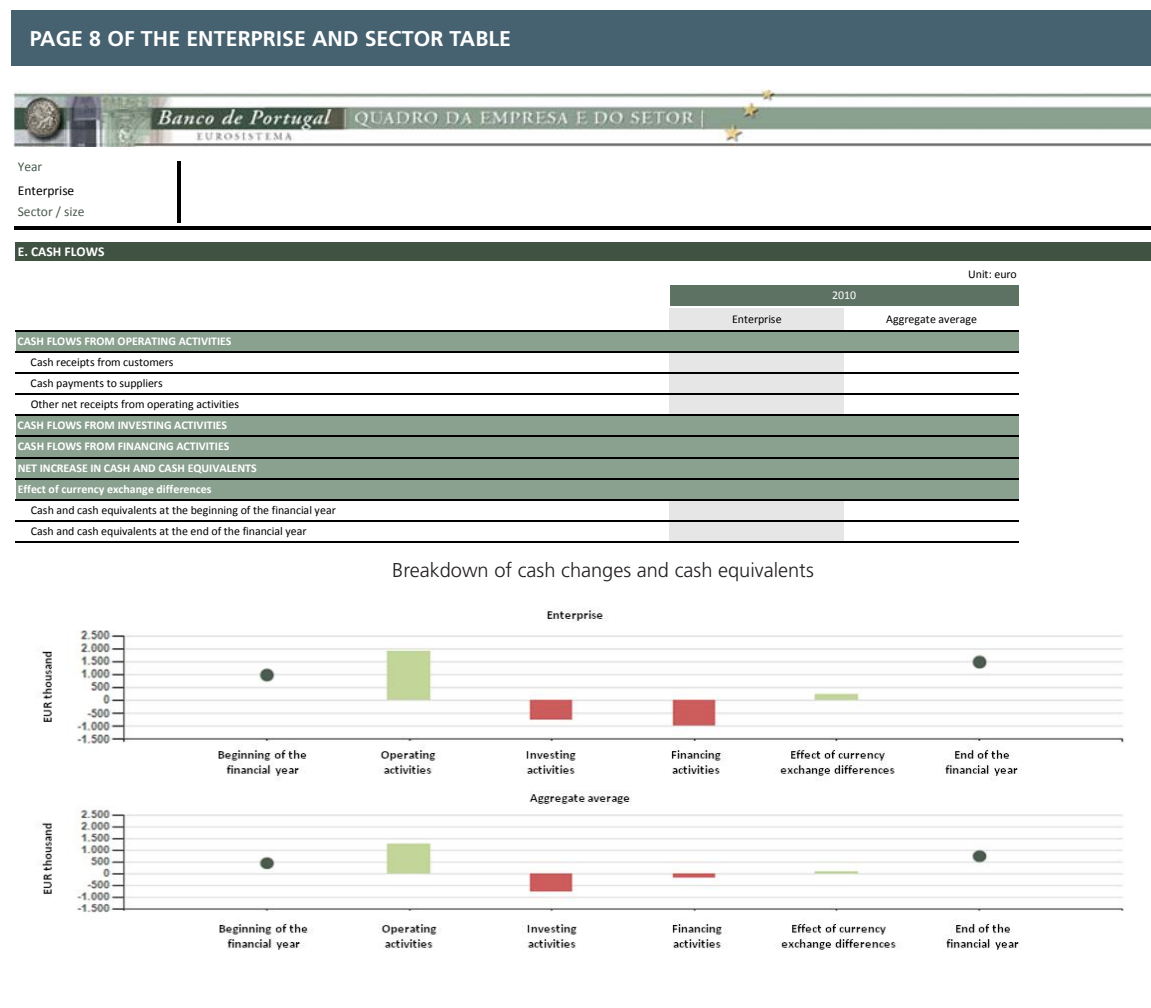 PAGE 8 OF THE ENTERPRISE AND SECTOR TABLE
Banco de Portugal | QUADRO DA EMPRESA E DO SETOR |
EUROSISTEMA
Year
Enterprise
Sector / size
E. CASH FLOWS
Unit: euro
2010
Enterprise Aggregate average
CASH FLOWS FROM OPERATING ACTIVITIES
Cash receipts from customers
Cash payments to suppliers
Other net receipts from operating activities
CASH FLOWS FROM INVESTING ACTIVITIES
CASH FLOWS FROM FINANCING ACTIVITIES
NET INCREASE IN CASH AND CASH EQUIVALENTS
Effect of currency exchange differences
Cash and cash equivalents at the beginning of the financial year
Cash and cash equivalents at the end of the financial year
Breakdown of cash changes and cash equivalents
Enterprise
EUR thousand
2.500
2.000
1.500
1.000
500
0
-500
-1.000
-1.500
Beginning of the Operating Investing Financing Effect of currency End of the
financial year activities activities activities exchange differences financial year
Aggregate average
EUR thousand
2.500
2.000
1.500
1.000
500
0
-500
-1.000
-1.500
Beginning of the Operating Investing Financing Effect of currency End of the
financial year activities activities activities exchange differences financial year